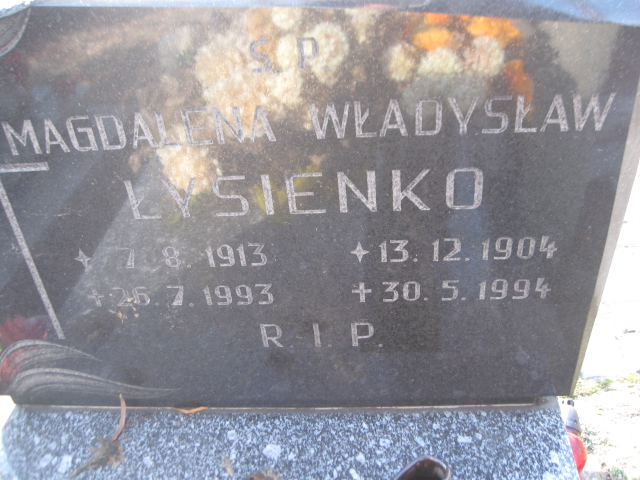 S.P.
MAGDALENA WŁADYSŁAW
ŁYSIENKO
✦ 7. 8. 1913 ✦ 13. 12. 1904
✝ 26. 7. 1993 ✝ 30. 5. 1994
R. I. P.